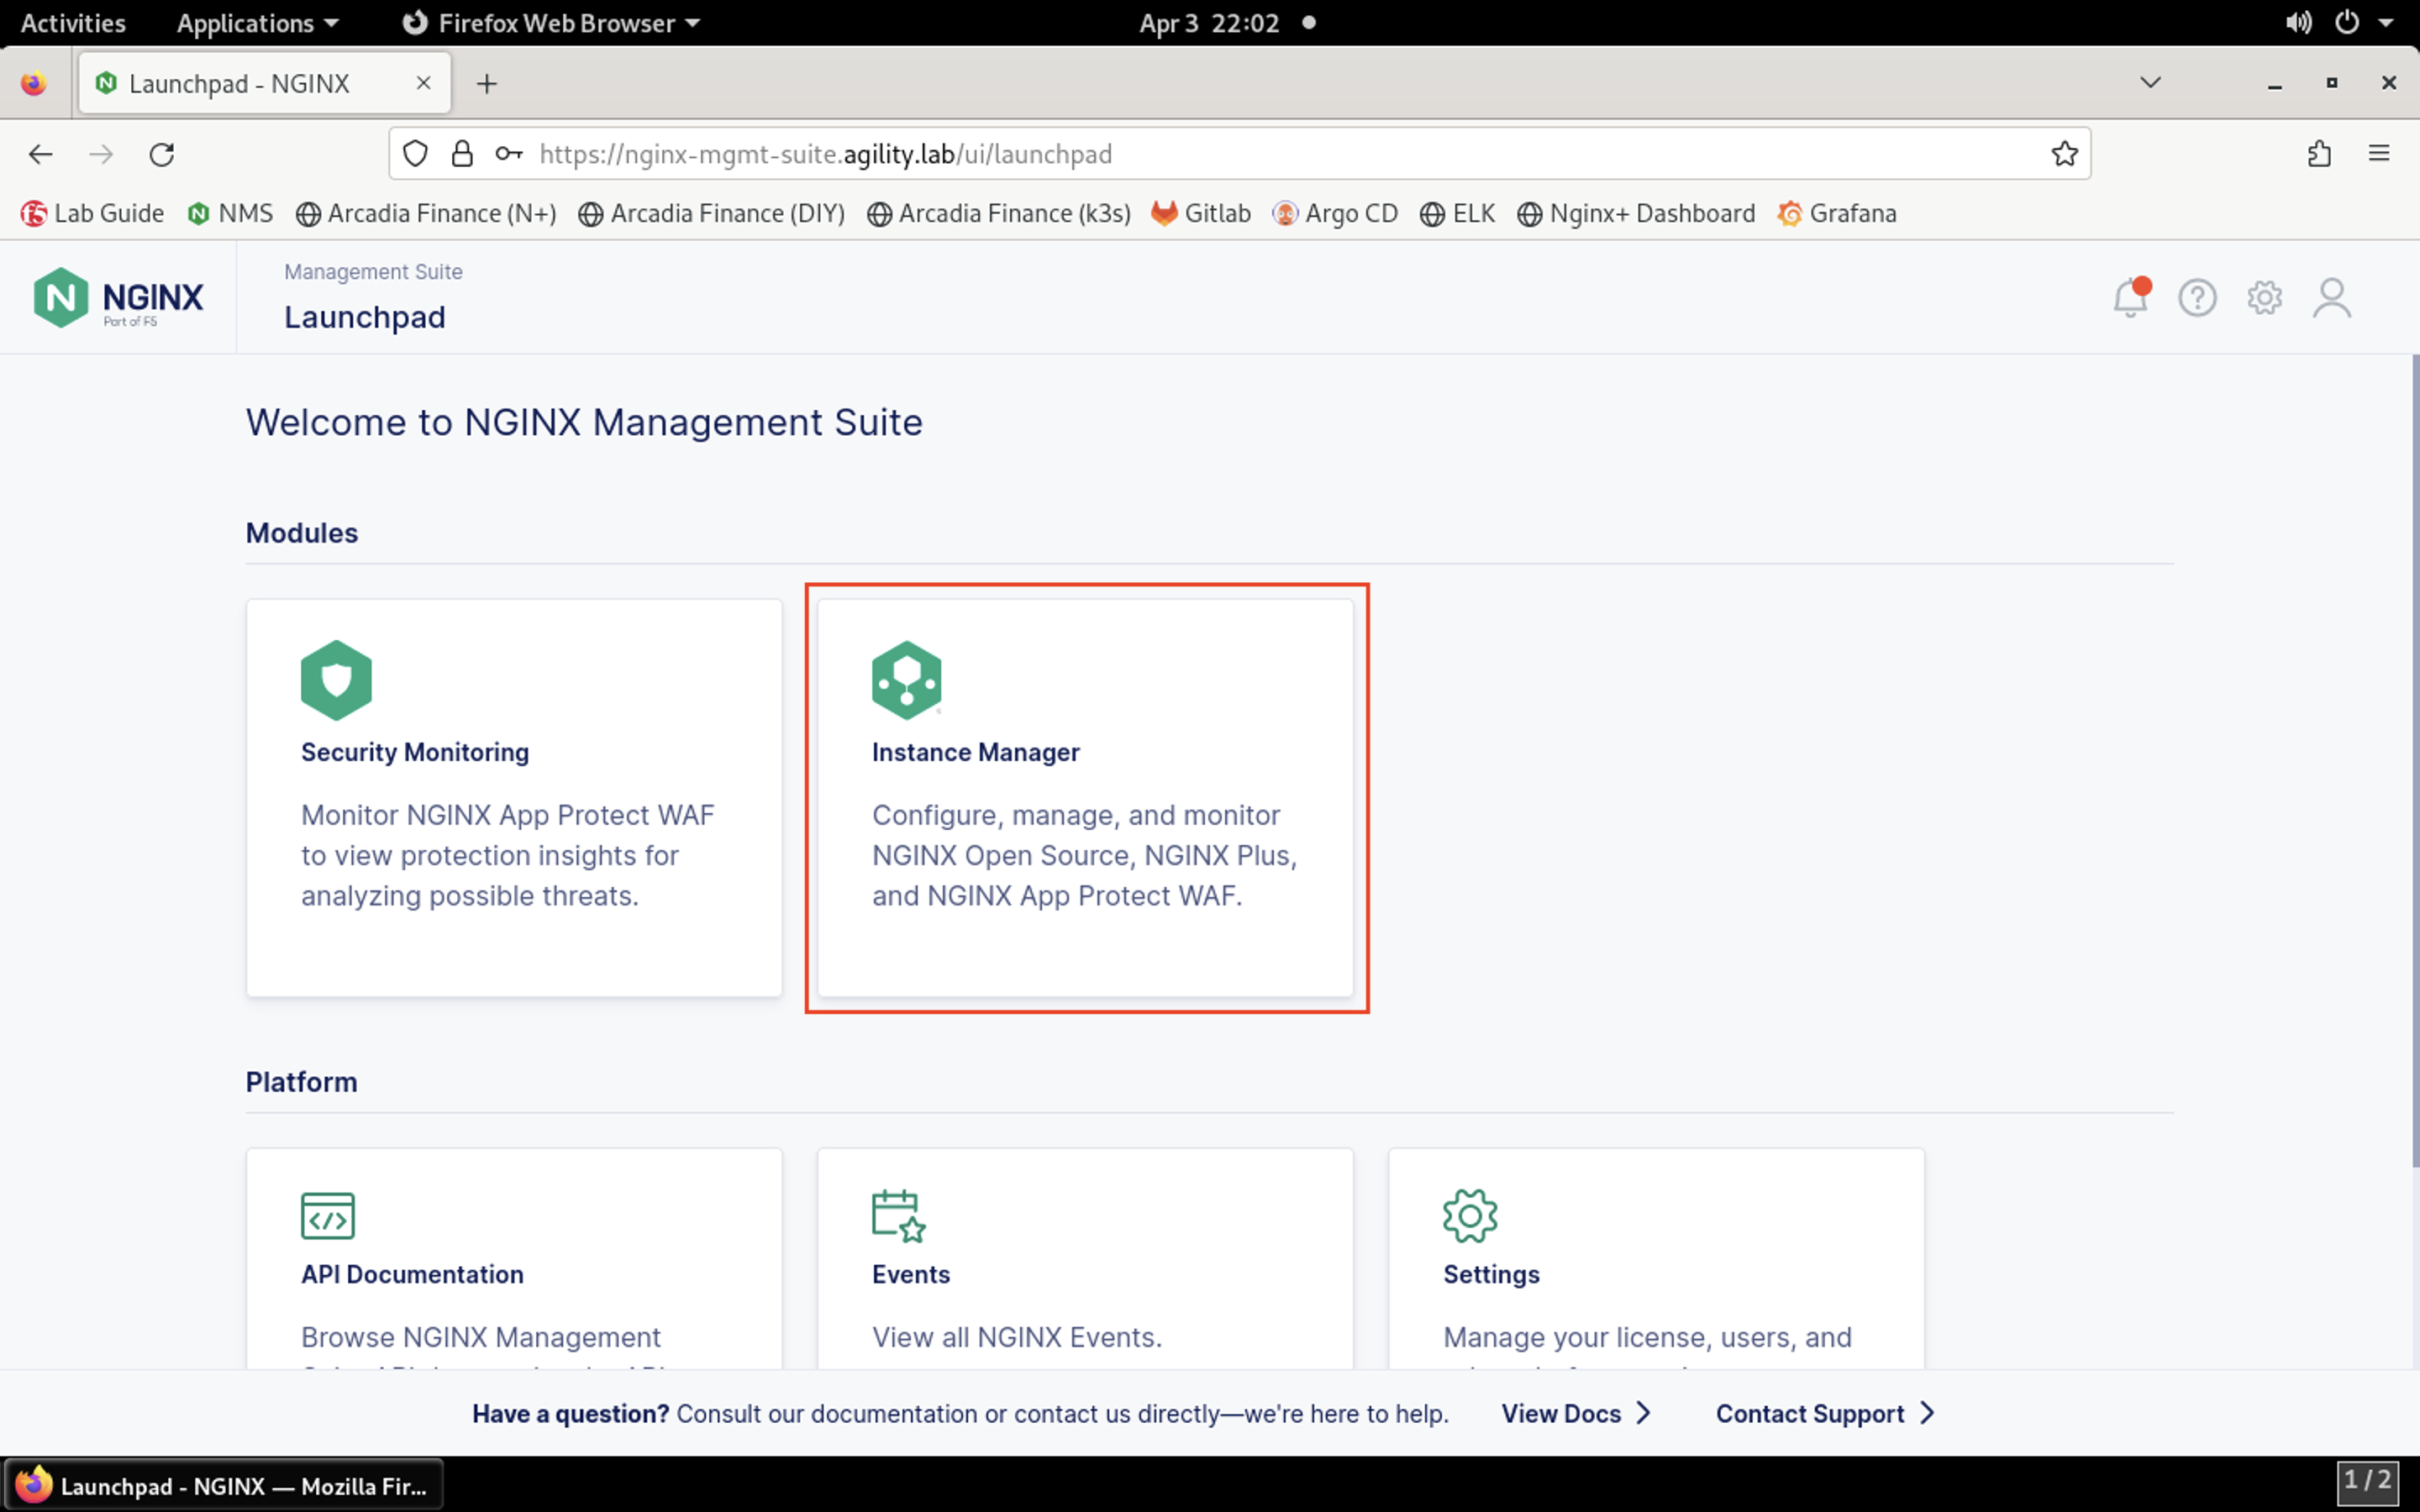 Activities Applications Firefox Web Browser Apr 3 22:02
Launchpad - NGINX
https://nginx-mgmt-suite.agility.lab/ui/launchpad
Lab Guide NMS Arcadia Finance (N+) Arcadia Finance (DIY) Arcadia Finance (k3s) Gitlab Argo CD ELK Nginx+ Dashboard Grafana
NGINX
Part of F5
Management Suite
Launchpad
Welcome to NGINX Management Suite
Modules
Security Monitoring
Monitor NGINX App Protect WAF
to view protection insights for
analyzing possible threats.
Instance Manager
Configure, manage, and monitor
NGINX Open Source, NGINX Plus,
and NGINX App Protect WAF.
Platform
API Documentation
Browse NGINX Management
Events
View all NGINX Events.
Settings
Manage your license, users, and
Have a question? Consult our documentation or contact us directly—we're here to help. View Docs Contact Support
Launchpad - NGINX — Mozilla Fir...
1 / 2